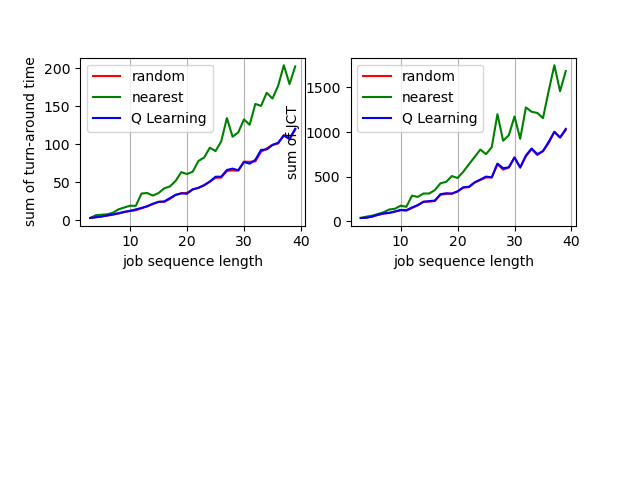 sum of turn-around time
200
150
100
50
0
random
nearest
Q Learning
10
20
30
40
job sequence length
sum of JCT
1500
1000
500
0
random
nearest
Q Learning
10
20
30
40
job sequence length